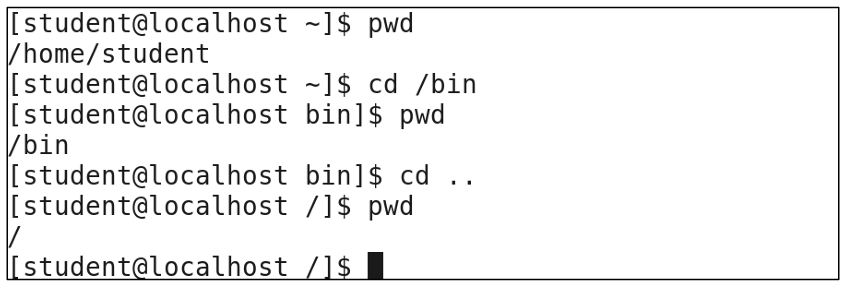 [student@localhost ~]$ pwd
/home/student
[student@localhost ~]$ cd /bin
[student@localhost bin]$ pwd
/bin
[student@localhost bin]$ cd ..
[student@localhost /]$ pwd
/
[student@localhost /]$